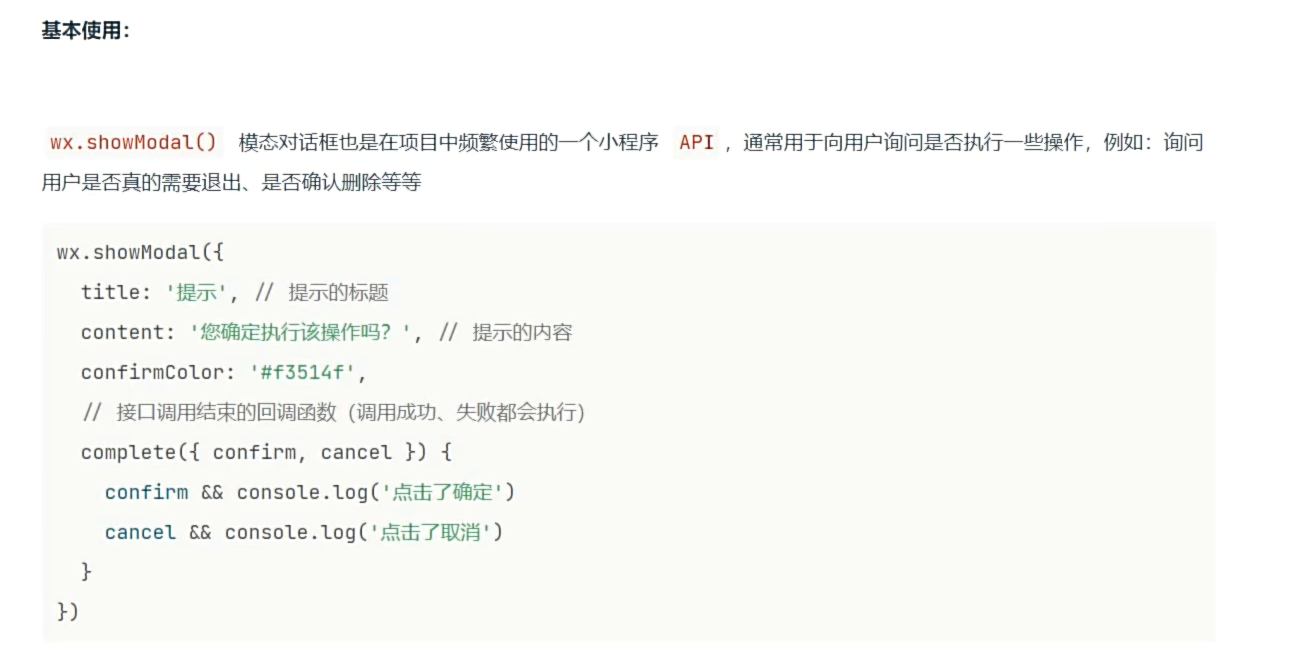 基本使用：
wx.showModal() 模态对话框也是在项目中频繁使用的一个小程序 API ，通常用于向用户询问是否执行一些操作，例如：询问
用户是否真的需要退出、是否确认删除等等
wx.showModal({
  title: '提示', // 提示的标题
  content: '您确定执行该操作吗？', // 提示的内容
  confirmColor: '#f3514f',
  // 接口调用结束的回调函数（调用成功、失败都会执行）
  complete({ confirm, cancel }) {
    confirm && console.log('点击了确定')
    cancel && console.log('点击了取消')
  }
})